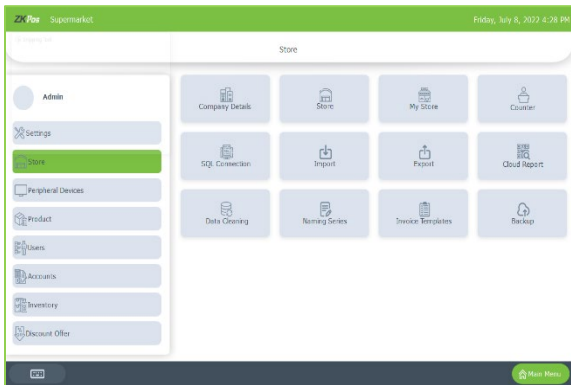 ZKPos Supermarket
Friday, July 8, 2022 4:28 PM
Store
Admin
Settings
Store
Peripheral Devices
Product
Users
Accounts
Inventory
Discount Offer
Company Details
Store
My Store
Counter
SQL Connection
Import
Export
Cloud Report
Data Cleaning
Naming Series
Invoice Templates
Backup
Main Menu